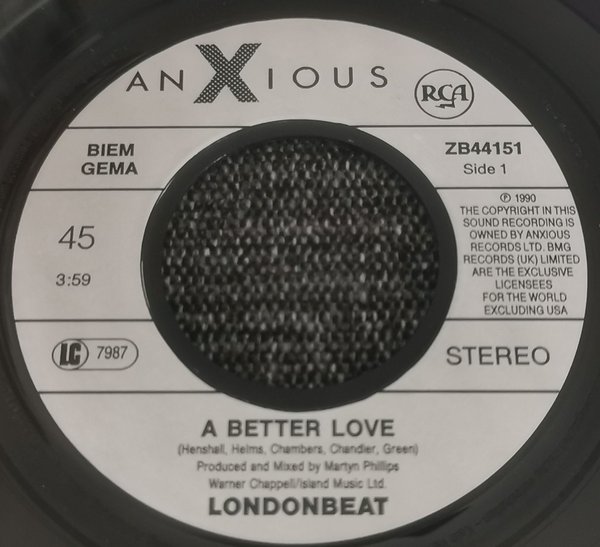 ANXIOUS
RCA
BIEM
GEMA
ZB44151
Side 1
45
3:59
℗ 1990
THE COPYRIGHT IN THIS
SOUND RECORDING IS
OWNED BY ANXIOUS
RECORDS LTD. BMG
RECORDS (UK) LIMITED
ARE THE EXCLUSIVE
LICENSEES
FOR THE WORLD
EXCLUDING USA
LC 7987
STEREO
A BETTER LOVE
(Henshall, Helms, Chambers, Chandler, Green)
Produced and Mixed by Martyn Phillips
Warner Chappell/Island Music Ltd.
LONDONBEAT